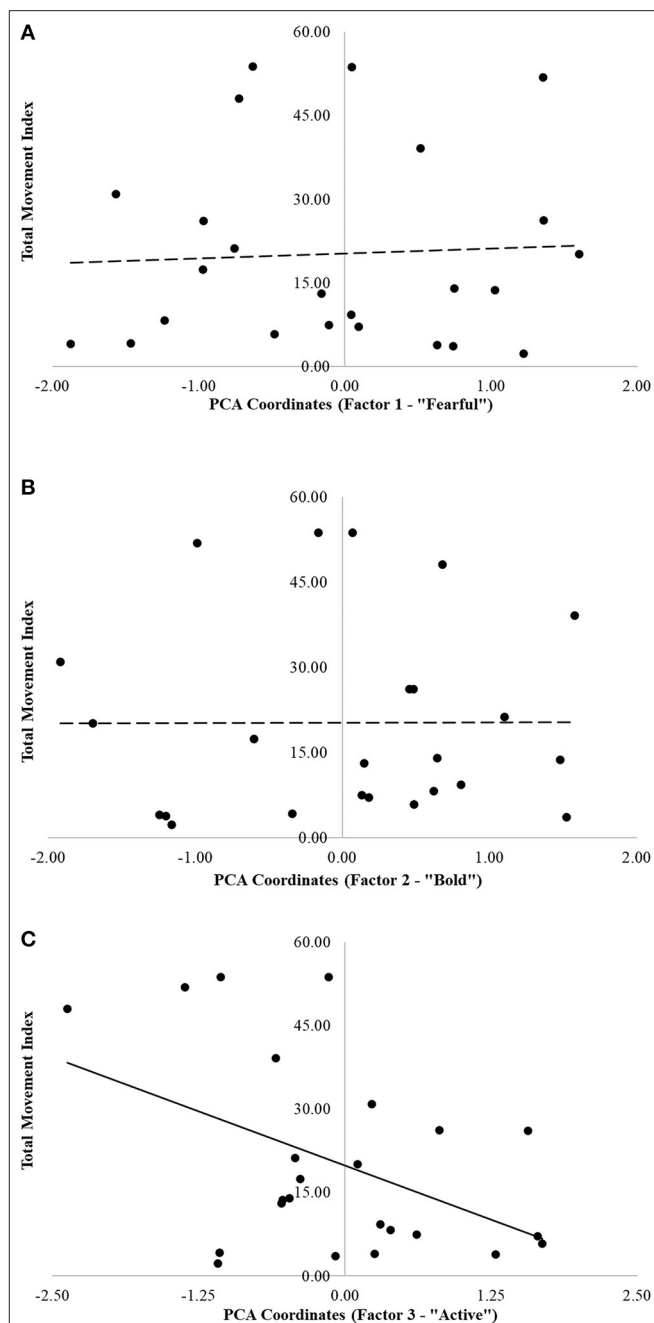 A
60.00
45.00
30.00
15.00
0.00
-2.00 -1.00 0.00 1.00 2.00
Total Movement Index
PCA Coordinates (Factor 1 - "Fearful")
B
60.00
45.00
30.00
15.00
0.00
-2.00 -1.00 0.00 1.00 2.00
Total Movement Index
PCA Coordinates (Factor 2 - "Bold")
C
60.00
45.00
30.00
15.00
0.00
-2.50 -1.25 0.00 1.25 2.50
Total Movement Index
PCA Coordinates (Factor 3 - "Active")